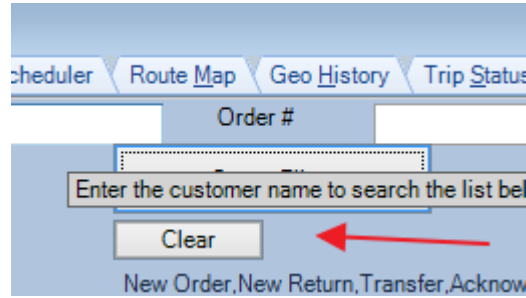 cheduler Route Map Geo History Trip Status
Order #
Enter the customer name to search the list bel
Clear
New Order,New Return,Transfer,Acknow